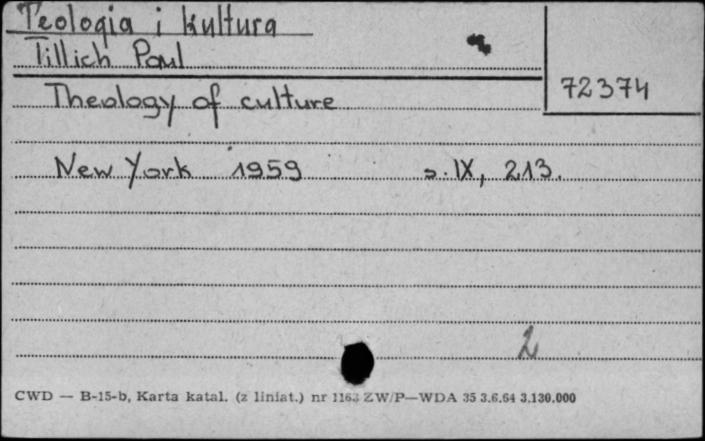 Teologia i kultura
Tillich Paul
72374
Theology of culture
New York 1959 s. IX, 213.
2
CWD — B-15-b, Karta katal. (z liniat.) nr 1163 ZW/P—WDA 35 3.6.64 3.130.000